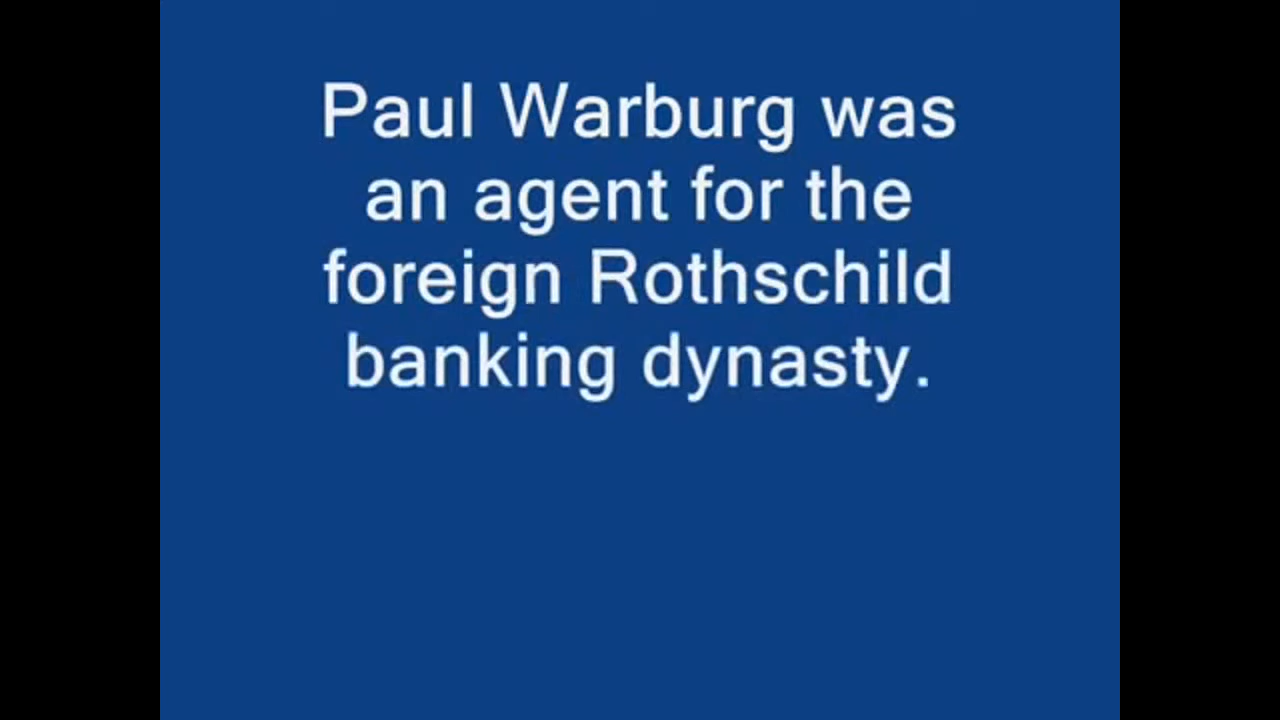 Paul Warburg was
an agent for the
foreign Rothschild
banking dynasty.